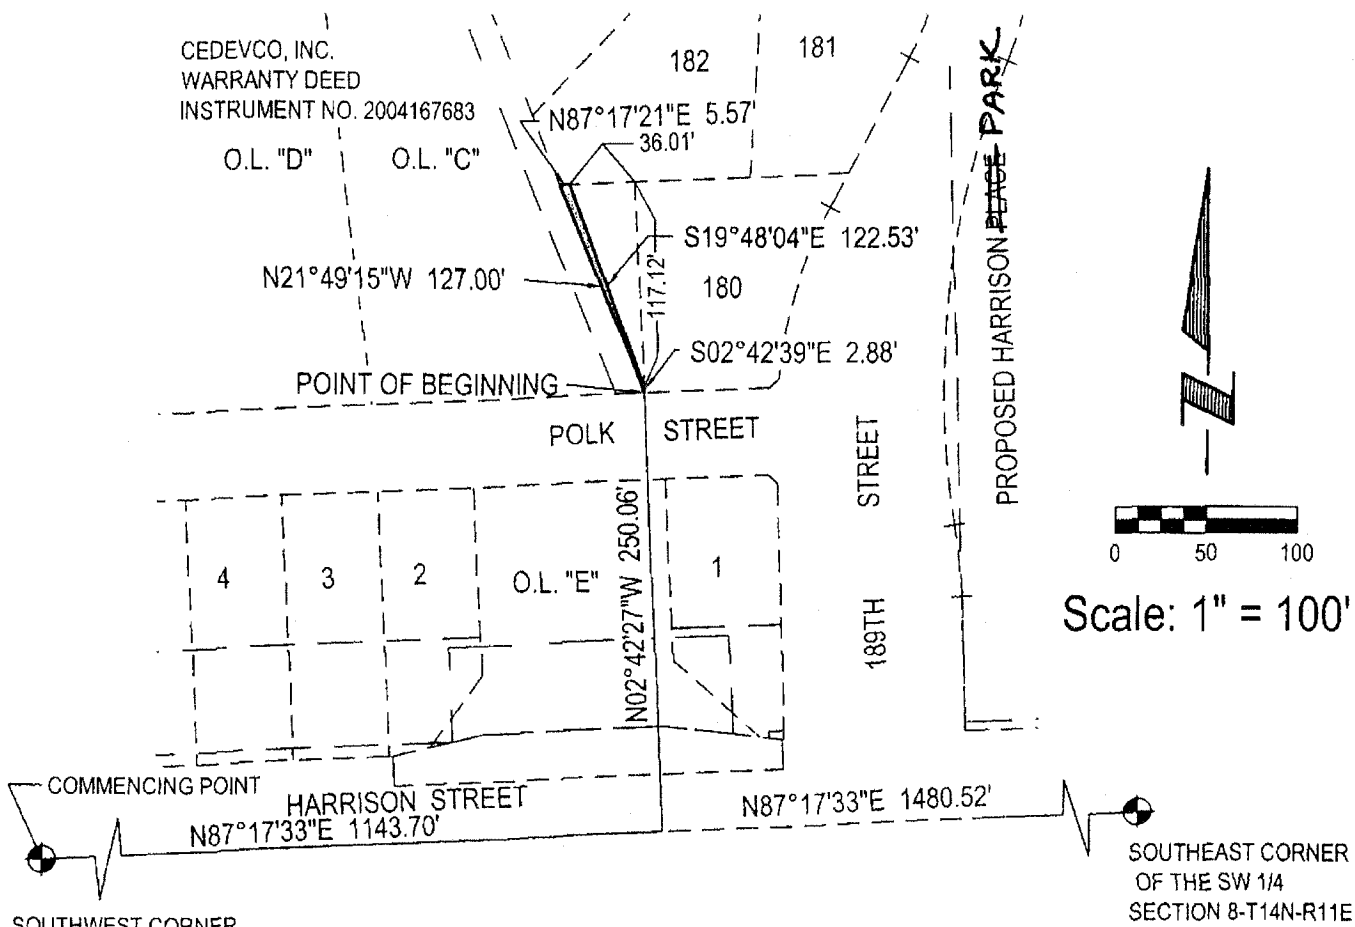 CEDEVCO, INC.
WARRANTY DEED
INSTRUMENT NO. 2004167683
O.L. "D"
O.L. "C"
182
181
N87°17'21"E 5.57'
36.01'
S19°48'04"E 122.53'
N21°49'15"W 127.00'
117.12'
180
S02°42'39"E 2.88'
POINT OF BEGINNING
POLK STREET
189TH STREET
PROPOSED HARRISON PLACE PARK
4
3
2
O.L. "E"
1
N02°42'27"W 250.06'
0 50 100
Scale: 1" = 100'
COMMENCING POINT
HARRISON STREET
N87°17'33"E 1143.70'
N87°17'33"E 1480.52'
SOUTHEAST CORNER
OF THE SW 1/4
SECTION 8-T14N-R11E
SOUTHWEST CORNER